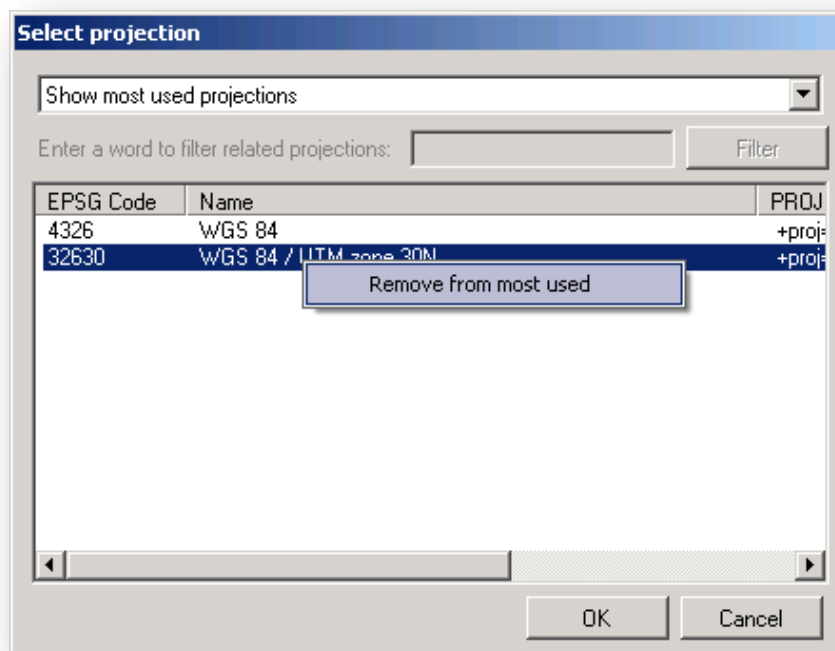 Select projection
Show most used projections
Enter a word to filter related projections: Filter
EPSG Code Name PROJ
4326 WGS 84 +proj=
32630 WGS 84 / UTM zone 30N +proj=
Remove from most used
OK Cancel